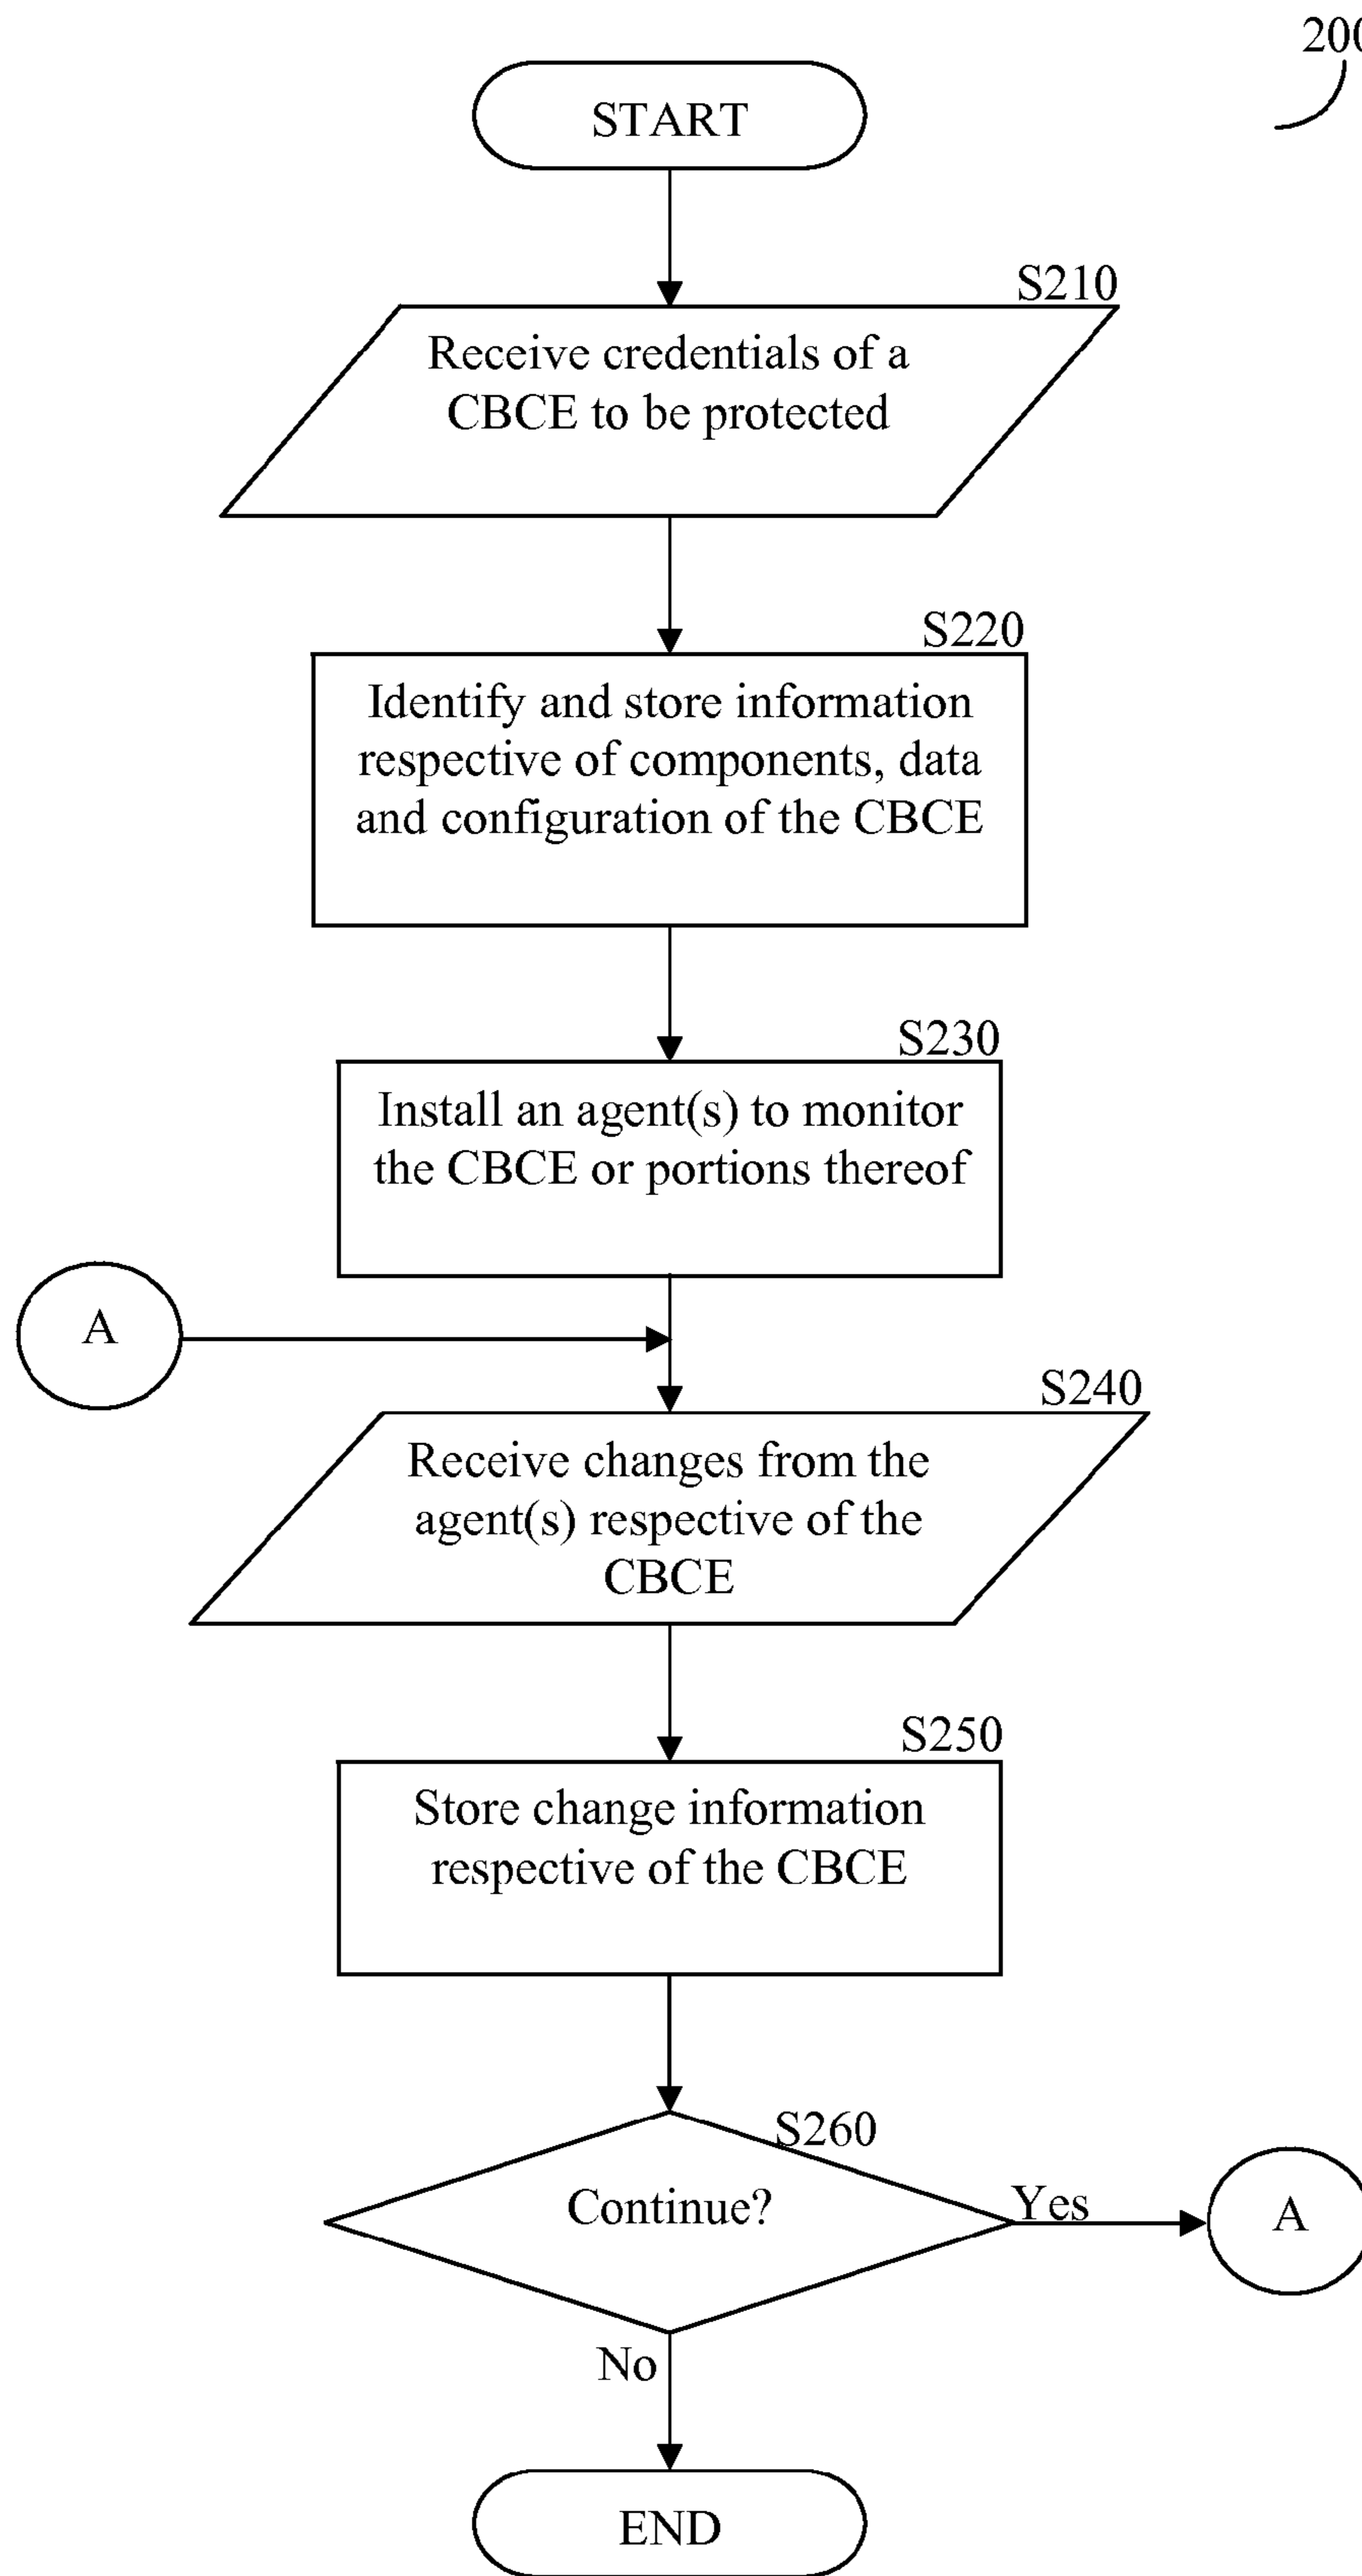 200
START
S210
Receive credentials of a
CBCE to be protected
S220
Identify and store information
respective of components, data
and configuration of the CBCE
S230
Install an agent(s) to monitor
the CBCE or portions thereof
A
S240
Receive changes from the
agent(s) respective of the
CBCE
S250
Store change information
respective of the CBCE
S260
Continue?
Yes
A
No
END